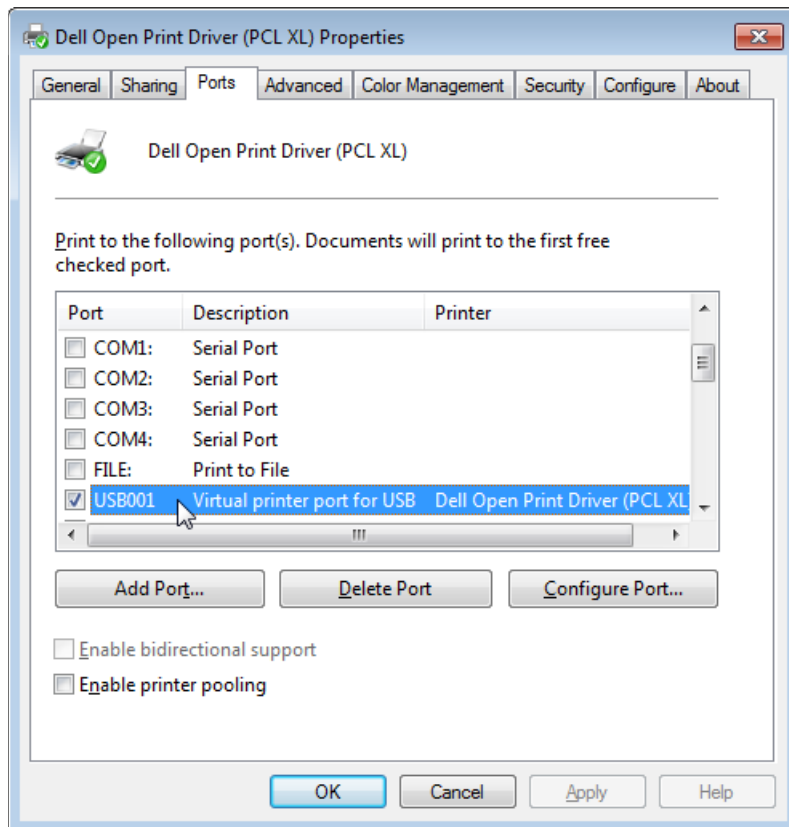 Dell Open Print Driver (PCL XL) Properties
General Sharing Ports Advanced Color Management Security Configure About
Dell Open Print Driver (PCL XL)
Print to the following port(s). Documents will print to the first free
checked port.
Port Description Printer
COM1: Serial Port
COM2: Serial Port
COM3: Serial Port
COM4: Serial Port
FILE: Print to File
USB001 Virtual printer port for USB Dell Open Print Driver (PCL XL
Add Port... Delete Port Configure Port...
Enable bidirectional support
Enable printer pooling
OK Cancel Apply Help